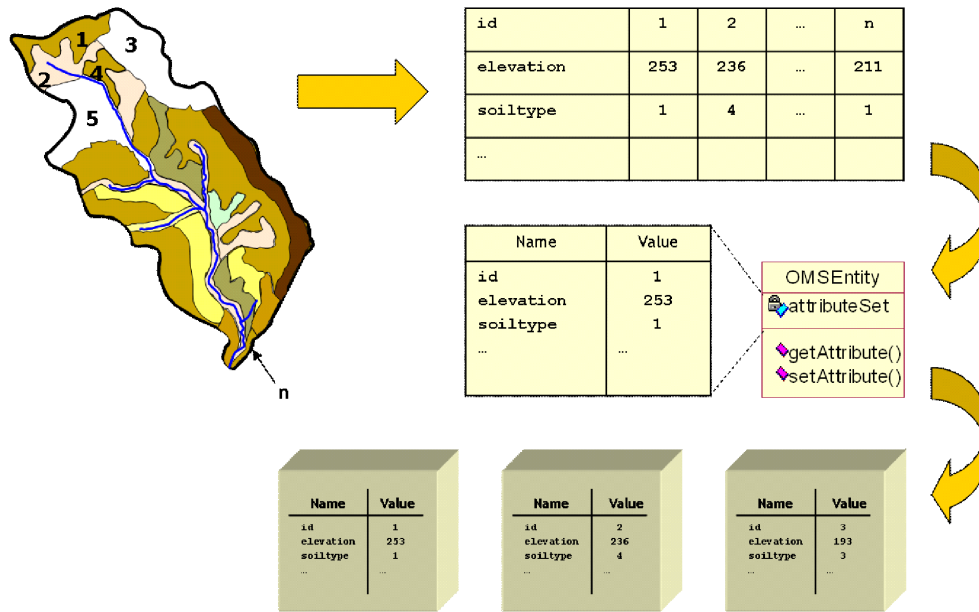 1
3
2
4
5
n
id 1 2 ... n
elevation 253 236 ... 211
soiltype 1 4 ... 1
...
Name Value
id 1
elevation 253
soiltype 1
... ...
OMSEntity
attributeSet
getAttribute()
setAttribute()
Name Value
id 1
elevation 253
soiltype 1
... ...
Name Value
id 2
elevation 236
soiltype 4
... ...
Name Value
id 3
elevation 193
soiltype 3
... ...